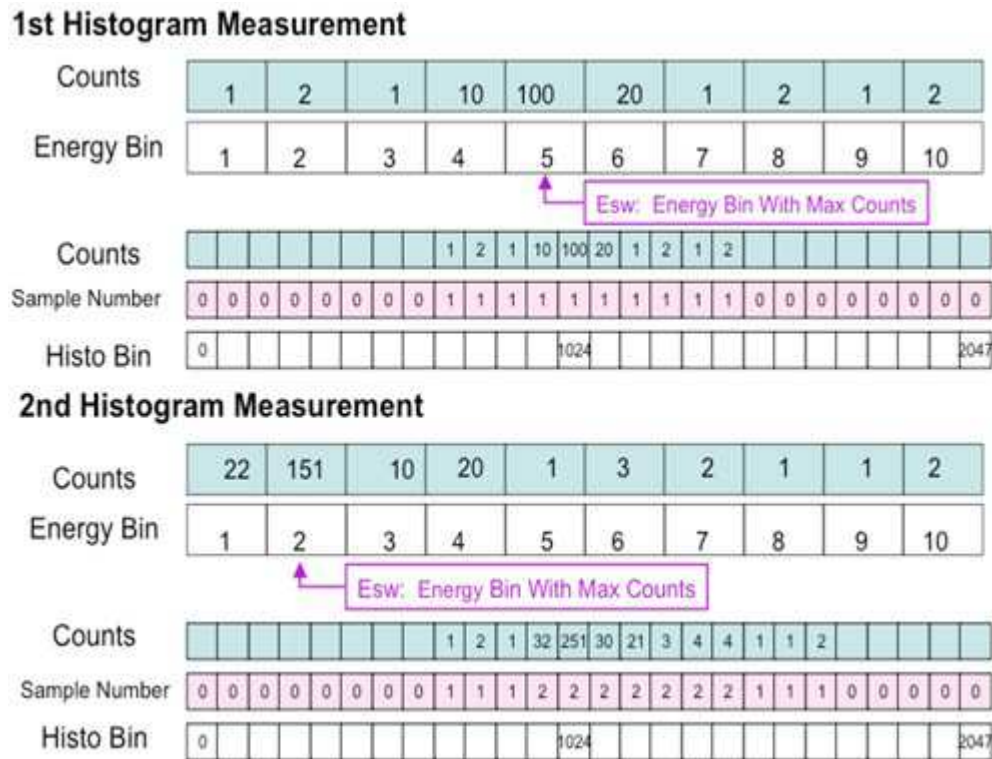 1st Histogram Measurement
Counts 1 2 1 10 100 20 1 2 1 2
Energy Bin 1 2 3 4 5 6 7 8 9 10
Esw: Energy Bin With Max Counts
Counts 1 2 1 10 100 20 1 2 1 2
Sample Number 0 0 0 0 0 0 0 0 1 1 1 1 1 1 1 1 1 1 0 0 0 0 0 0 0 0
Histo Bin 0 1024 2047
2nd Histogram Measurement
Counts 22 151 10 20 1 3 2 1 1 2
Energy Bin 1 2 3 4 5 6 7 8 9 10
Esw: Energy Bin With Max Counts
Counts 1 2 1 32 251 30 21 3 4 4 1 1 2
Sample Number 0 0 0 0 0 0 0 0 1 1 1 2 2 2 2 2 2 2 1 1 1 0 0 0 0 0
Histo Bin 0 1024 2047